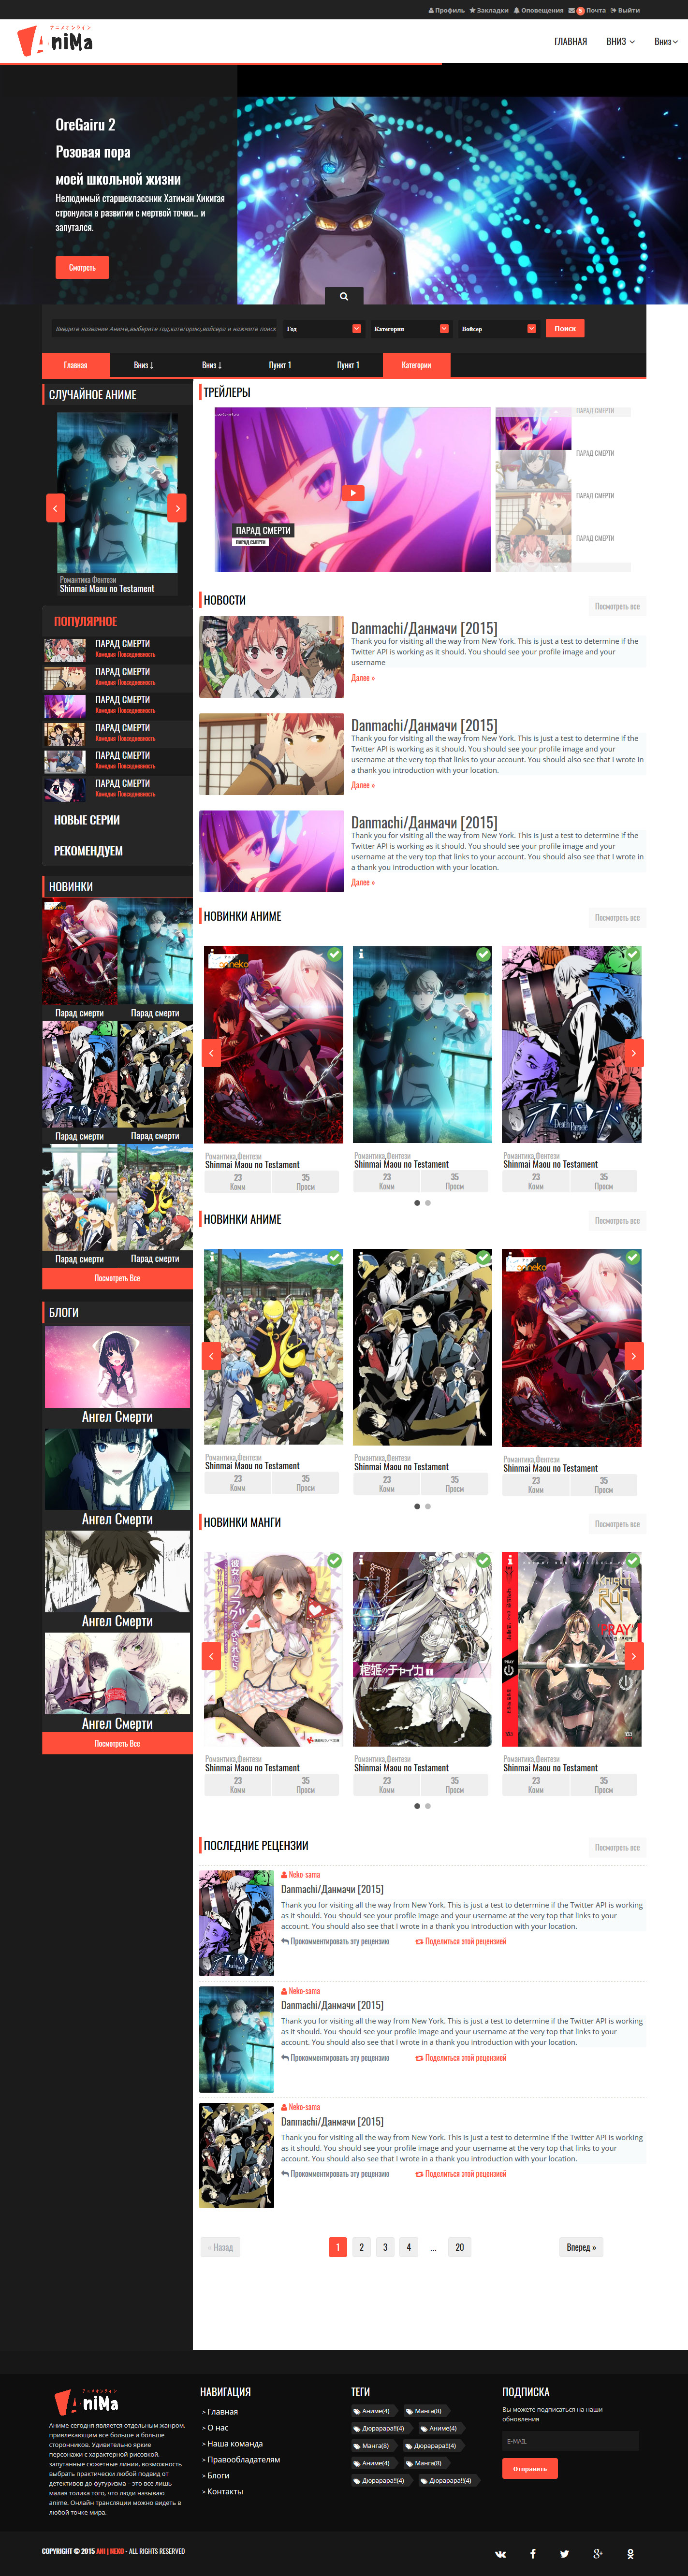 Профиль Закладки Оповещения 5 Почта Выйти
AniMa
ГЛАВНАЯ ВНИЗ Вниз
OreGairu 2
Розовая пора
моей школьной жизни
Нелюдимый старшеклассник Хатиман Хикигая
стронулся в развитии с мертвой точки... и
запутался.
Смотреть
Введите название Аниме,выберите год,категорию,войсера и нажмите поиск
Год Категория Войсер Поиск
Главная Вниз ↓ Вниз ↓ Пункт 1 Пункт 1 Категории
СЛУЧАЙНОЕ АНИМЕ
Романтика Фентези
Shinmai Maou no Testament
ПОПУЛЯРНОЕ
ПАРАД СМЕРТИ
Комедия Повседневность
ПАРАД СМЕРТИ
Комедия Повседневность
ПАРАД СМЕРТИ
Комедия Повседневность
ПАРАД СМЕРТИ
Комедия Повседневность
ПАРАД СМЕРТИ
Комедия Повседневность
ПАРАД СМЕРТИ
Комедия Повседневность
НОВЫЕ СЕРИИ
РЕКОМЕНДУЕМ
НОВИНКИ
Парад смерти Парад смерти
Парад смерти Парад смерти
Парад смерти Парад смерти
Посмотреть Все
БЛОГИ
Ангел Смерти
Ангел Смерти
Ангел Смерти
Ангел Смерти
Посмотреть Все
ТРЕЙЛЕРЫ
ПАРАД СМЕРТИ
ПАРАД СМЕРТИ
ПАРАД СМЕРТИ
ПАРАД СМЕРТИ
ПАРАД СМЕРТИ
ПАРАД СМЕРТИ
НОВОСТИ
Посмотреть все
Danmachi/Данмачи [2015]
Thank you for visiting all the way from New York. This is just a test to determine if the
Twitter API is working as it should. You should see your profile image and your
username
Далее »
Danmachi/Данмачи [2015]
Thank you for visiting all the way from New York. This is just a test to determine if the
Twitter API is working as it should. You should see your profile image and your
username at the very top that links to your account. You should also see that I wrote in
a thank you introduction with your location.
Далее »
Danmachi/Данмачи [2015]
Thank you for visiting all the way from New York. This is just a test to determine if the
Twitter API is working as it should. You should see your profile image and your
username at the very top that links to your account. You should also see that I wrote in
a thank you introduction with your location.
Далее »
НОВИНКИ АНИМЕ
Посмотреть все
Романтика,Фентези Романтика,Фентези Романтика,Фентези
Shinmai Maou no Testament Shinmai Maou no Testament Shinmai Maou no Testament
23 35 23 35 23 35
Комм Просм Комм Просм Комм Просм
НОВИНКИ АНИМЕ
Посмотреть все
Романтика,Фентези Романтика,Фентези Романтика,Фентези
Shinmai Maou no Testament Shinmai Maou no Testament Shinmai Maou no Testament
23 35 23 35 23 35
Комм Просм Комм Просм Комм Просм
НОВИНКИ МАНГИ
Посмотреть все
Романтика,Фентези Романтика,Фентези Романтика,Фентези
Shinmai Maou no Testament Shinmai Maou no Testament Shinmai Maou no Testament
23 35 23 35 23 35
Комм Просм Комм Просм Комм Просм
ПОСЛЕДНИЕ РЕЦЕНЗИИ
Посмотреть все
Neko-sama
Danmachi/Данмачи [2015]
Thank you for visiting all the way from New York. This is just a test to determine if the Twitter API is working
as it should. You should see your profile image and your username at the very top that links to your
account. You should also see that I wrote in a thank you introduction with your location.
Прокомментировать эту рецензию Поделиться этой рецензией
Neko-sama
Danmachi/Данмачи [2015]
Thank you for visiting all the way from New York. This is just a test to determine if the Twitter API is working
as it should. You should see your profile image and your username at the very top that links to your
account. You should also see that I wrote in a thank you introduction with your location.
Прокомментировать эту рецензию Поделиться этой рецензией
Neko-sama
Danmachi/Данмачи [2015]
Thank you for visiting all the way from New York. This is just a test to determine if the Twitter API is working
as it should. You should see your profile image and your username at the very top that links to your
account. You should also see that I wrote in a thank you introduction with your location.
Прокомментировать эту рецензию Поделиться этой рецензией
« Назад 1 2 3 4 ... 20 Вперед »
AniMa
Аниме сегодня является отдельным жанром,
привлекающим все больше и больше
сторонников. Удивительно яркие
персонажи с характерной рисовкой,
запутанные сюжетные линии, возможность
выбрать практически любой подвид от
детективов до футуризма – это все лишь
малая толика того, что люди называю
anime. Онлайн трансляции можно видеть в
любой точке мира.
НАВИГАЦИЯ
> Главная
> О нас
> Наша команда
> Правообладателям
> Блоги
> Контакты
ТЕГИ
Аниме(4) Манга(8)
Дюрарара!!(4) Аниме(4)
Манга(8) Дюрарара!!(4)
Аниме(4) Манга(8)
Дюрарара!!(4) Дюрарара!!(4)
ПОДПИСКА
Вы можете подписаться на наши
обновления
E-MAIL
Отправить
COPYRIGHT © 2015 ANI | NEKO - ALL RIGHTS RESERVED